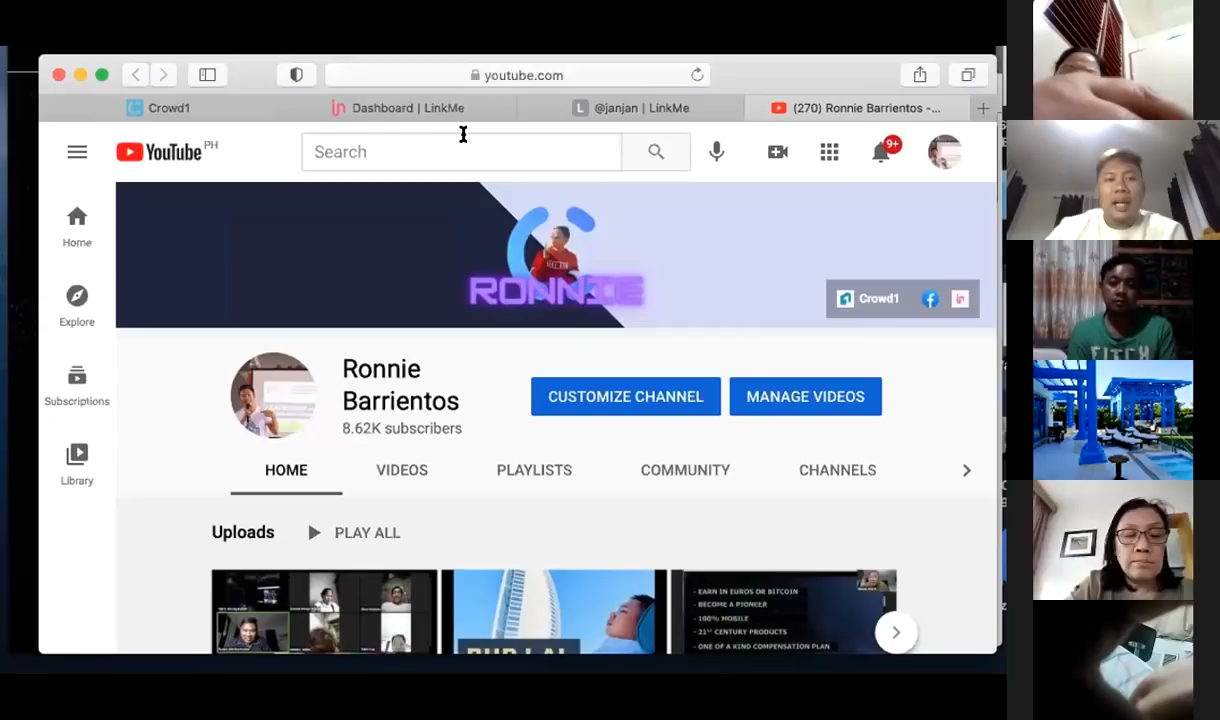 youtube.com
Crowd1
Dashboard | LinkMe
L @janjan | LinkMe
(270) Ronnie Barrientos -...
YouTube PH
Search
9+
Home
Explore
Subscriptions
Library
RONNIE
Crowd1
Ronnie
Barrientos
8.62K subscribers
CUSTOMIZE CHANNEL
MANAGE VIDEOS
HOME
VIDEOS
PLAYLISTS
COMMUNITY
CHANNELS
Uploads
PLAY ALL
- EARN IN EUROS OR BITCOIN
- BECOME A PIONEER
- 100% MOBILE
- 21ST CENTURY PRODUCTS
- ONE OF A KIND COMPENSATION PLAN
FITCH